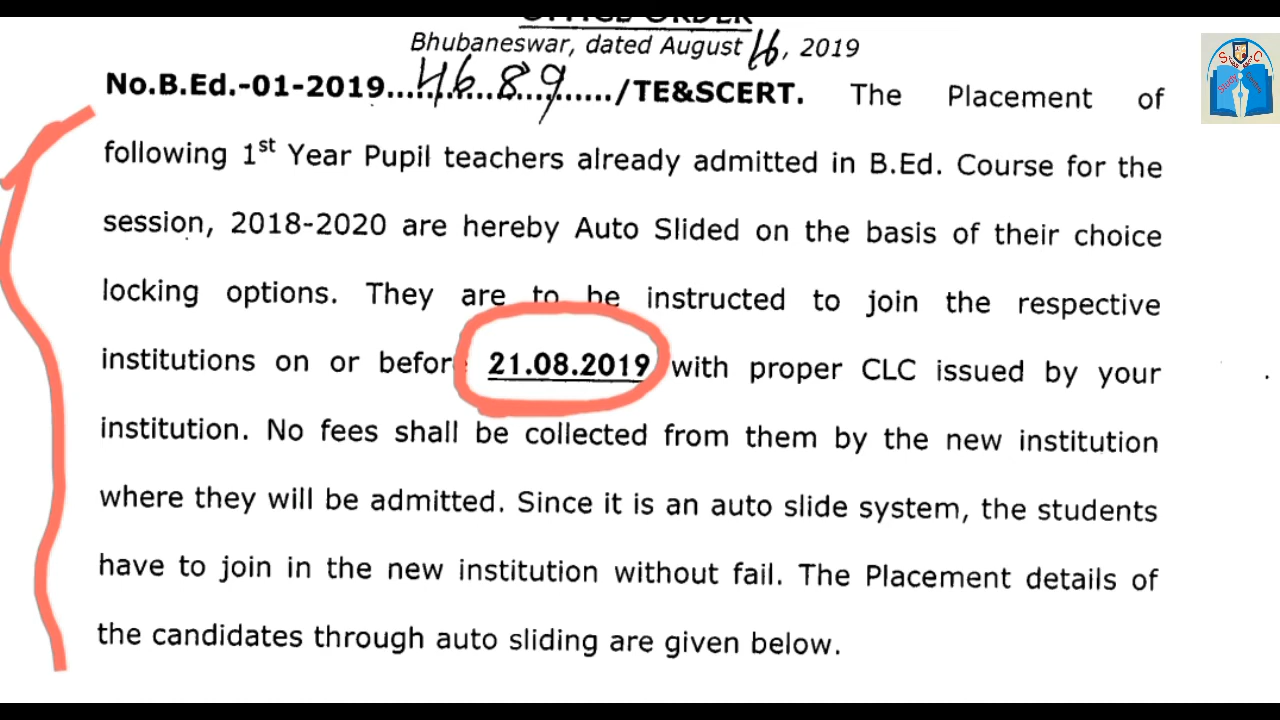 OFFICE ORDER
Bhubaneswar, dated August 16, 2019
No.B.Ed.-01-2019....4689....../TE&SCERT. The Placement of
following 1st Year Pupil teachers already admitted in B.Ed. Course for the
session, 2018-2020 are hereby Auto Slided on the basis of their choice
locking options. They are to be instructed to join the respective
institutions on or before 21.08.2019 with proper CLC issued by your
institution. No fees shall be collected from them by the new institution
where they will be admitted. Since it is an auto slide system, the students
have to join in the new institution without fail. The Placement details of
the candidates through auto sliding are given below.